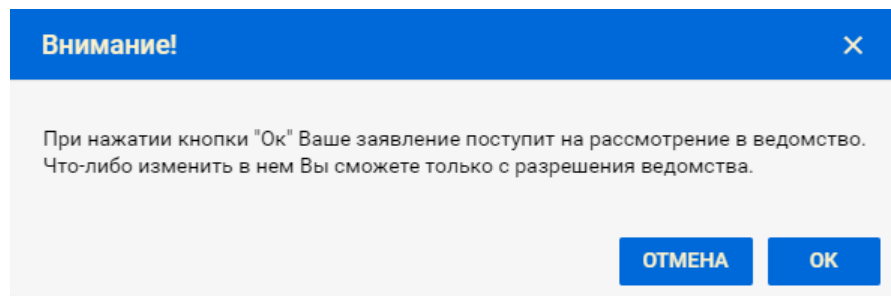 Внимание!
При нажатии кнопки "Ок" Ваше заявление поступит на рассмотрение в ведомство.
Что-либо изменить в нем Вы сможете только с разрешения ведомства.
ОТМЕНА
ОК